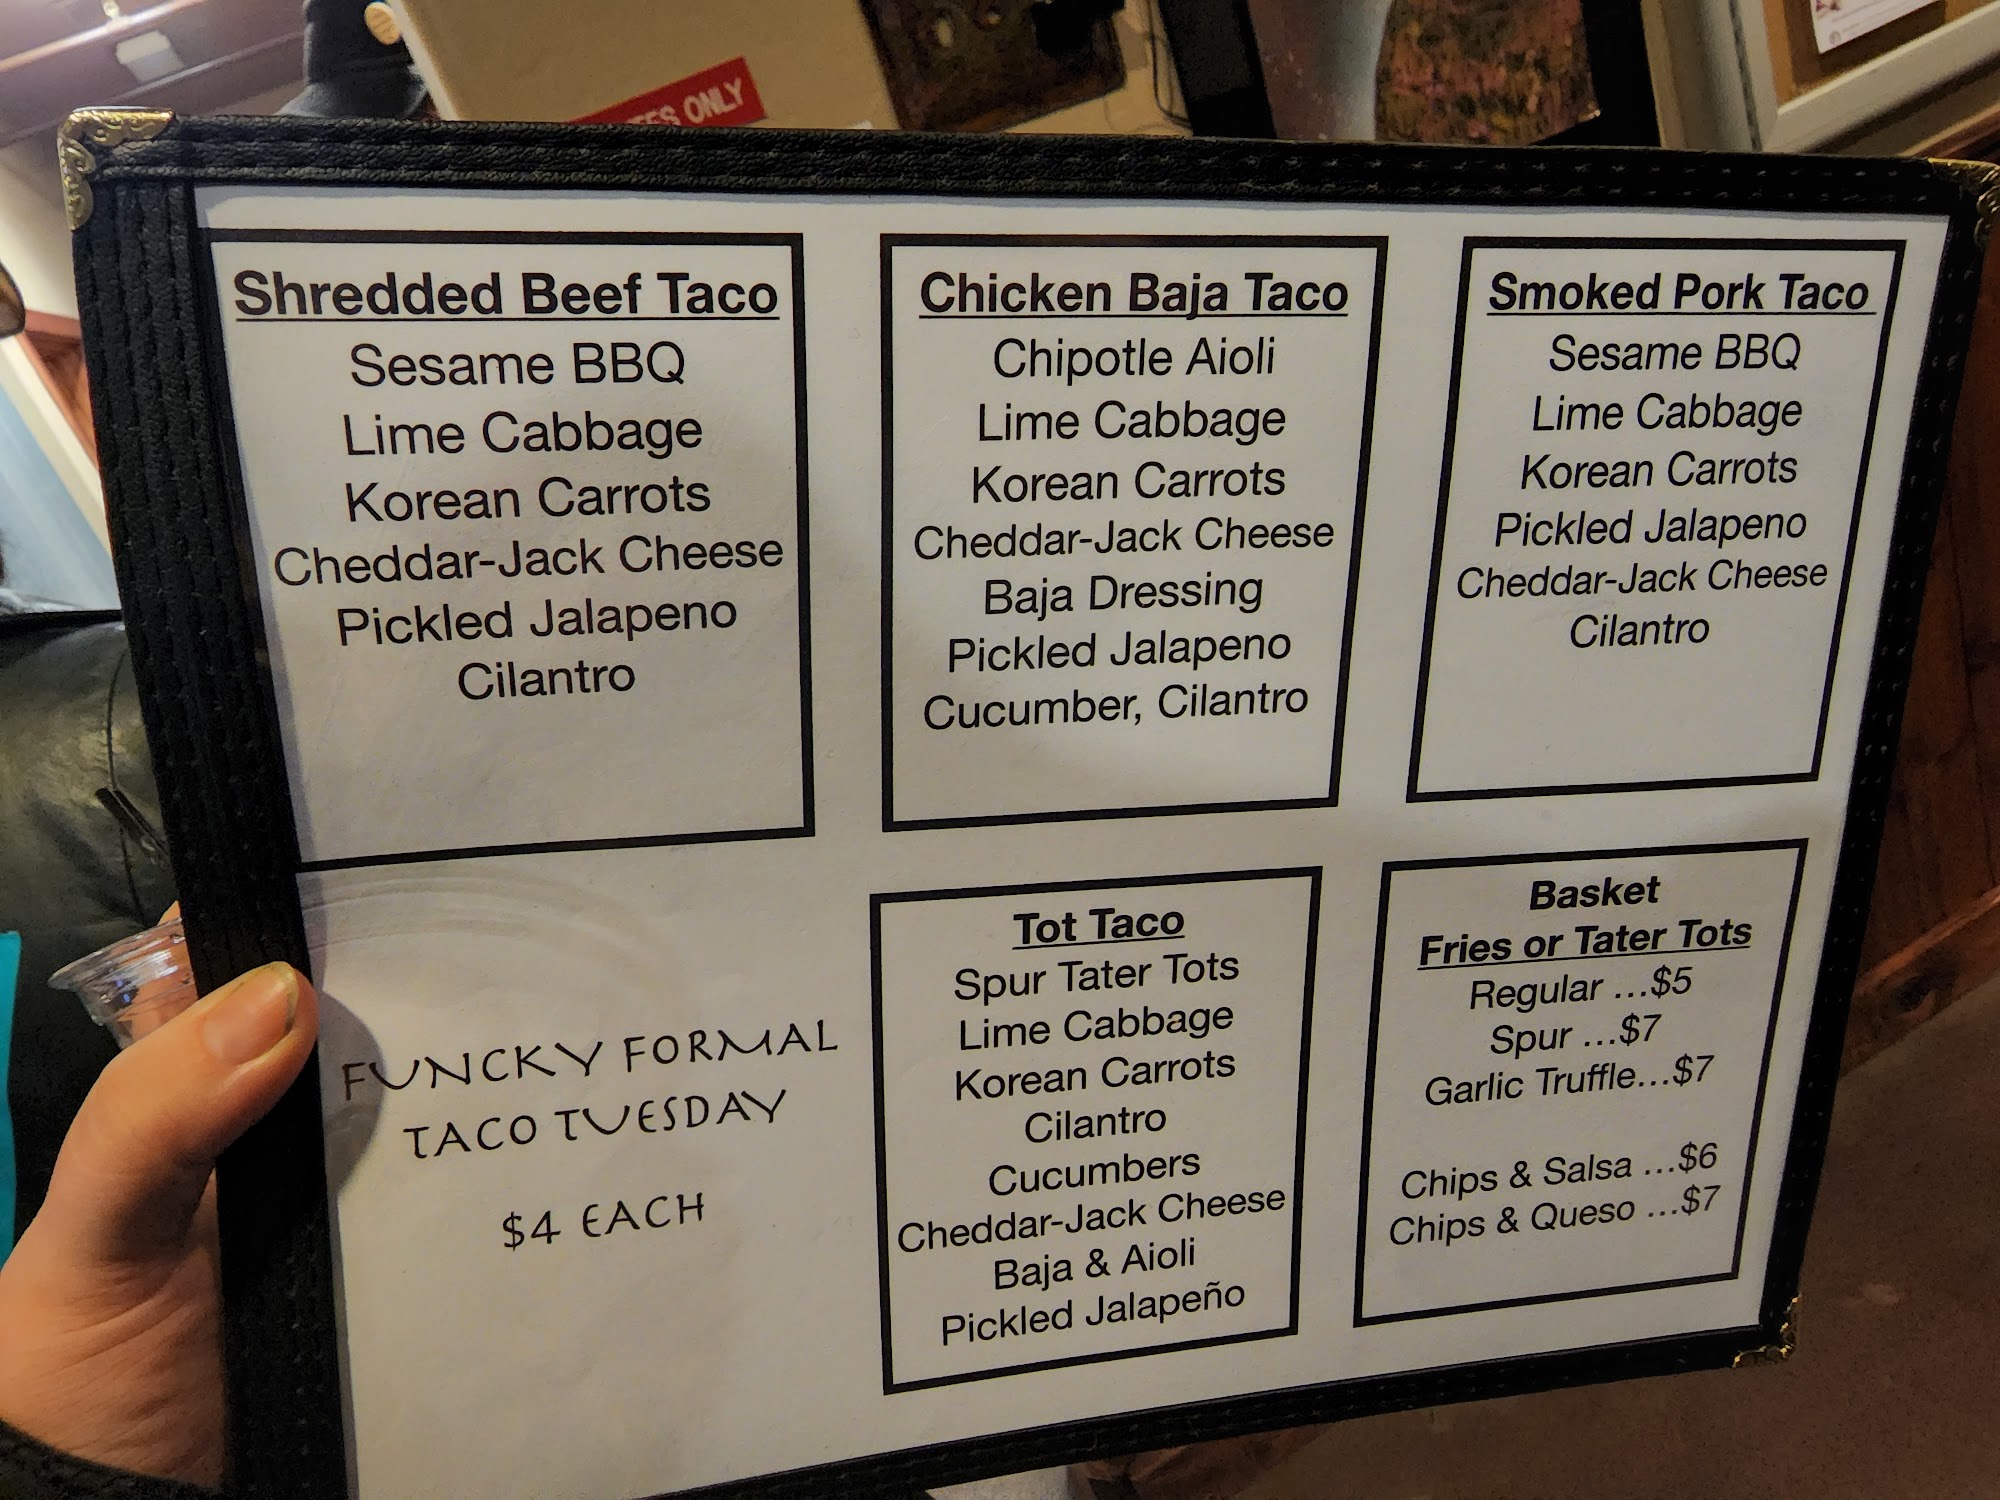 ES ONLY
Shredded Beef Taco
Sesame BBQ
Lime Cabbage
Korean Carrots
Cheddar-Jack Cheese
Pickled Jalapeno
Cilantro
Chicken Baja Taco
Chipotle Aioli
Lime Cabbage
Korean Carrots
Cheddar-Jack Cheese
Baja Dressing
Pickled Jalapeno
Cucumber, Cilantro
Smoked Pork Taco
Sesame BBQ
Lime Cabbage
Korean Carrots
Pickled Jalapeno
Cheddar-Jack Cheese
Cilantro
FUNCKY FORMAL
TACO TUESDAY
$4 EACH
Tot Taco
Spur Tater Tots
Lime Cabbage
Korean Carrots
Cilantro
Cucumbers
Cheddar-Jack Cheese
Baja & Aioli
Pickled Jalapeño
Basket
Fries or Tater Tots
Regular ...$5
Spur ...$7
Garlic Truffle...$7
Chips & Salsa ...$6
Chips & Queso ...$7